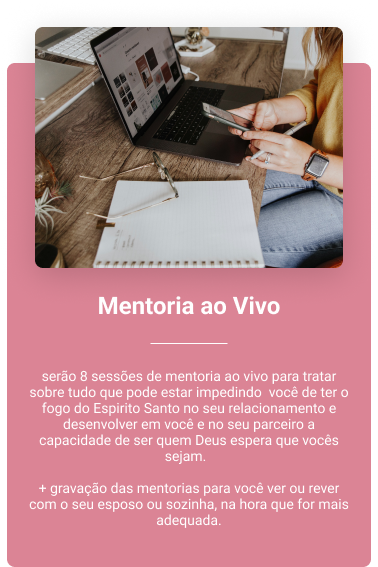 Mentoria ao Vivo
serão 8 sessões de mentoria ao vivo para tratar
sobre tudo que pode estar impedindo  você de ter o
fogo do Espirito Santo no seu relacionamento e
desenvolver em você e no seu parceiro a
capacidade de ser quem Deus espera que vocês
sejam.
+ gravação das mentorias para você ver ou rever
com o seu esposo ou sozinha, na hora que for mais
adequada.